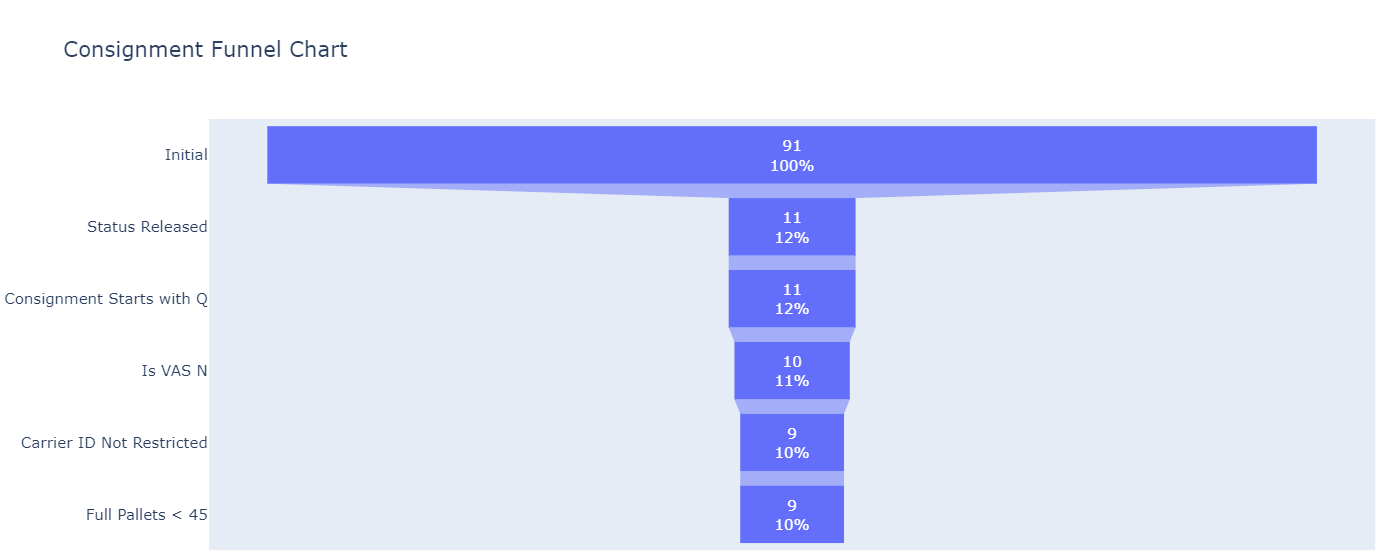 Consignment Funnel Chart
Initial
91
100%
Status Released
11
12%
Consignment Starts with Q
11
12%
Is VAS N
10
11%
Carrier ID Not Restricted
9
10%
Full Pallets < 45
9
10%